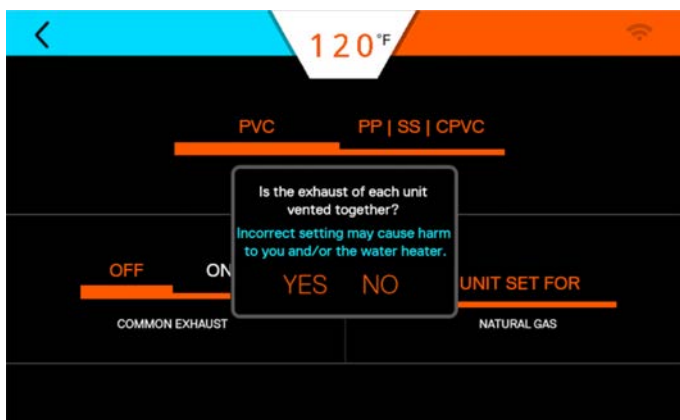 120°F
PVC PP | SS | CPVC
Is the exhaust of each unit
vented together?
Incorrect setting may cause harm
to you and/or the water heater.
YES NO
OFF ON
UNIT SET FOR
COMMON EXHAUST
NATURAL GAS